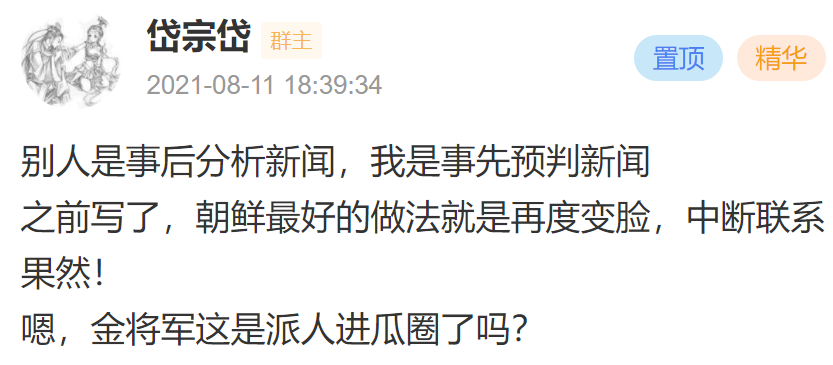 岱宗岱 群主
2021-08-11 18:39:34
置顶 精华
别人是事后分析新闻，我是事先预判新闻
之前写了，朝鲜最好的做法就是再度变脸，中断联系
果然！
嗯，金将军这是派人进瓜圈了吗？